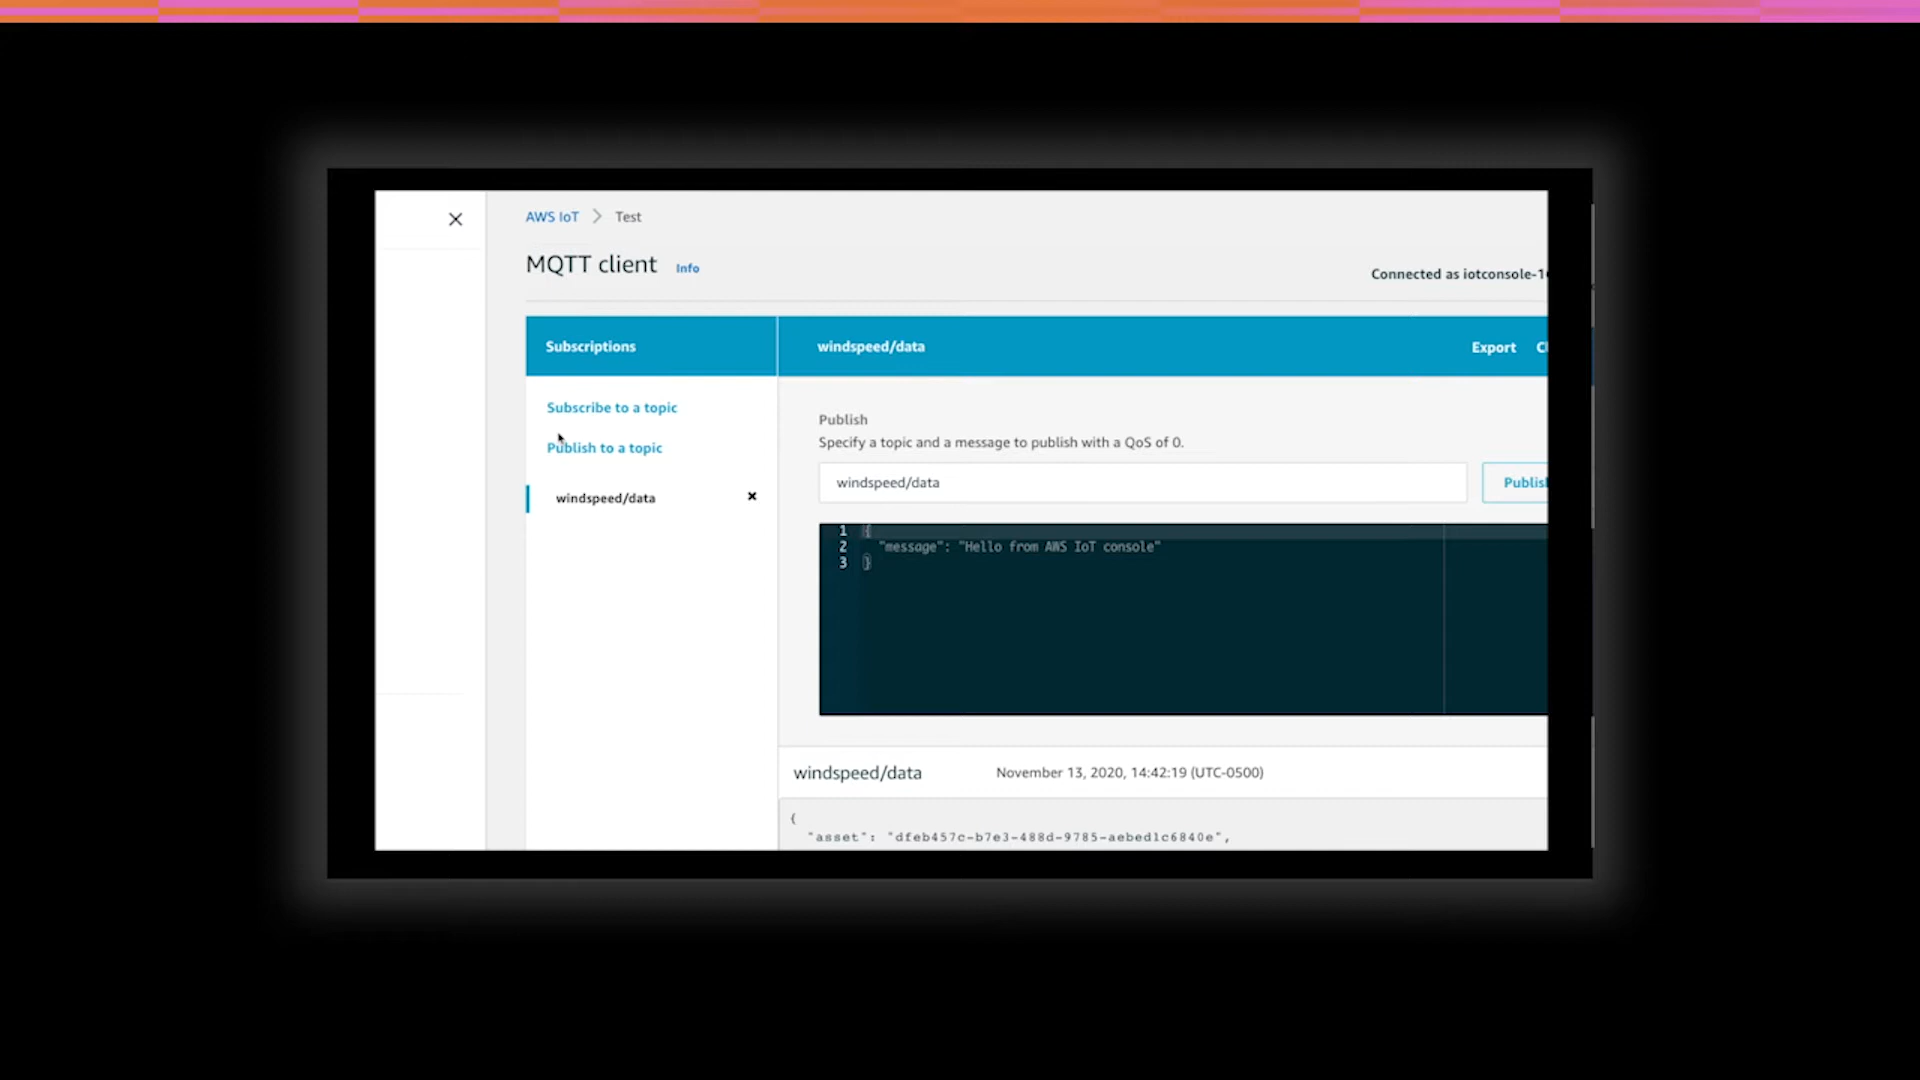 AWS IoT > Test
MQTT client Info
Connected as iotconsole-1
Subscriptions
windspeed/data
Export
Subscribe to a topic
Publish to a topic
windspeed/data
Publish
Specify a topic and a message to publish with a QoS of 0.
windspeed/data
Publish
1 {
2 "message": "Hello from AWS IoT console"
3 }
windspeed/data November 13, 2020, 14:42:19 (UTC-0500)
{
"asset": "dfeb457c-b7e3-488d-9785-aebed1c6840e",